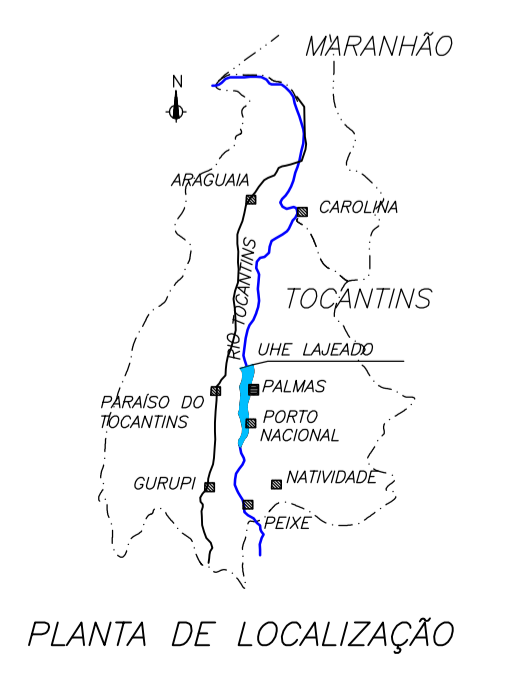 MARANHÃO
N
ARAGUAIA
CAROLINA
RIO TOCANTINS
TOCANTINS
UHE LAJEADO
PALMAS
PARAÍSO DO
TOCANTINS
PORTO
NACIONAL
GURUPI
NATIVIDADE
PEIXE
PLANTA DE LOCALIZAÇÃO